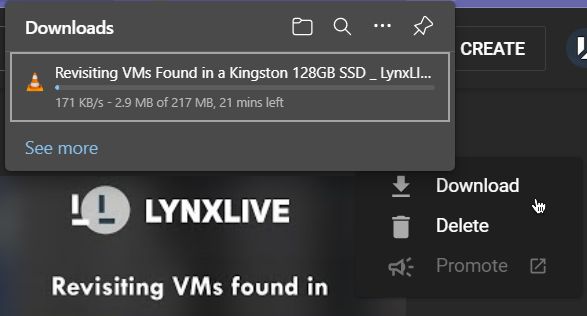 Downloads
Revisiting VMs Found in a Kingston 128GB SSD _ LynxLI...
171 KB/s - 2.9 MB of 217 MB, 21 mins left
See more
CREATE
Download
Delete
Promote
LYNXLIVE
Revisiting VMs found in